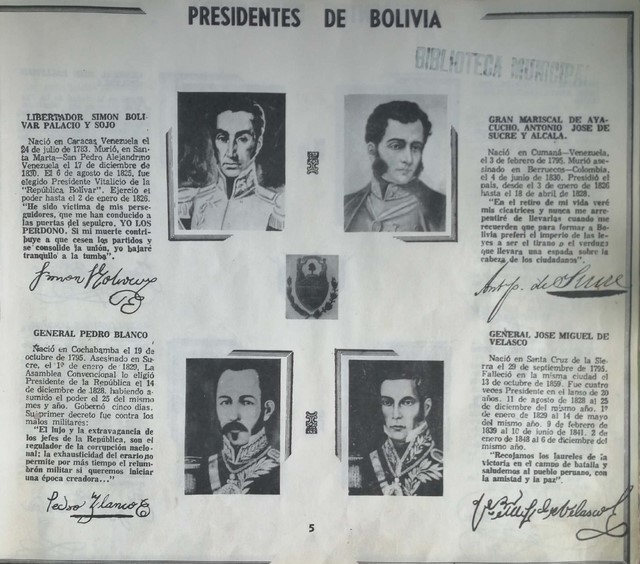 PRESIDENTES DE BOLIVIA
BIBLIOTECA MUNICIPAL
LIBERTADOR SIMON BOLI-
VAR PALACIO Y SOJO
Nació en Caracas, Venezuela el
24 de julio de 1783. Murió, en San-
ta Marta—San Pedro Alejandrino
Venezuela el 17 de diciembre de
1830. El 6 de agosto de 1825, fue
elegido Presidente Vitalicio de la
"República Bolívar". Ejerció el
poder hasta el 2 de enero de 1826.
"He sido víctima de mis perse-
guidores, que me han conducido a
las puertas del sepulcro, YO LOS
PERDONO. Si mi muerte contri-
buye a que cesen los partidos y
se consolide la unión, yo bajaré
tranquilo a la tumba".
Simon Bolivar
GRAN MARISCAL DE AYA-
CUCHO, ANTONIO JOSE DE
SUCRE Y ALCALA.
Nació en Cumaná—Venezuela,
el 3 de febrero de 1795. Murió ase-
sinado en Berruecos—Colombia,
el 4 de junio de 1830. Presidió el
país, desde el 3 de enero de 1826
hasta el 18 de abril de 1828.
"En el retiro de mi vida veré
mis cicatrices y nunca me arre-
pentiré de llevarlas cuando me
recuerden que para formar a Bo-
livia preferí el imperio de las le-
yes a ser el tirano o el verdugo
que llevara una espada sobre la
cabeza de los ciudadanos".
Ant. J. de Sucre
GENERAL PEDRO BLANCO
Nació en Cochabamba el 19 de
octubre de 1795. Asesinado en Su-
cre, el 1º de enero de 1829. La
Asamblea Convencional lo eligió
Presidente de la República el 14
de diciembre de 1828, habiendo a-
sumido el poder el 25 del mismo
mes y año. Gobernó cinco días.
Suprimer decreto fue contra los
malos militares:
"El lujo y la extravagancia de
los jefes de la República, son el
regulador de la corrupción nacio-
nal; la exhausticidad del erario no
permite por más tiempo el relum-
brón militar si queremos iniciar
una época creadora..."
Pedro Blanco
GENERAL JOSE MIGUEL DE
VELASCO
Nació en Santa Cruz de la Sie-
rra el 29 de septiembre de 1795.
Falleció en la misma ciudad el
13 de octubre de 1859. Fue cuatro
veces Presidente en el lapso de 20
años. 11 de agosto de 1828 al 25
de diciembre del mismo año. 1º
de enero de 1829 al 14 de mayo
del mismo año. 9 de febrero de
1839 al 10 de junio de 1841. 2
de enero de 1848 al 6 de diciembre
del mismo año.
"Recojamos los laureles de la
victoria en el campo de batalla y
saludemos al pueblo peruano, con
la amistad y la paz".
de Velasco
5